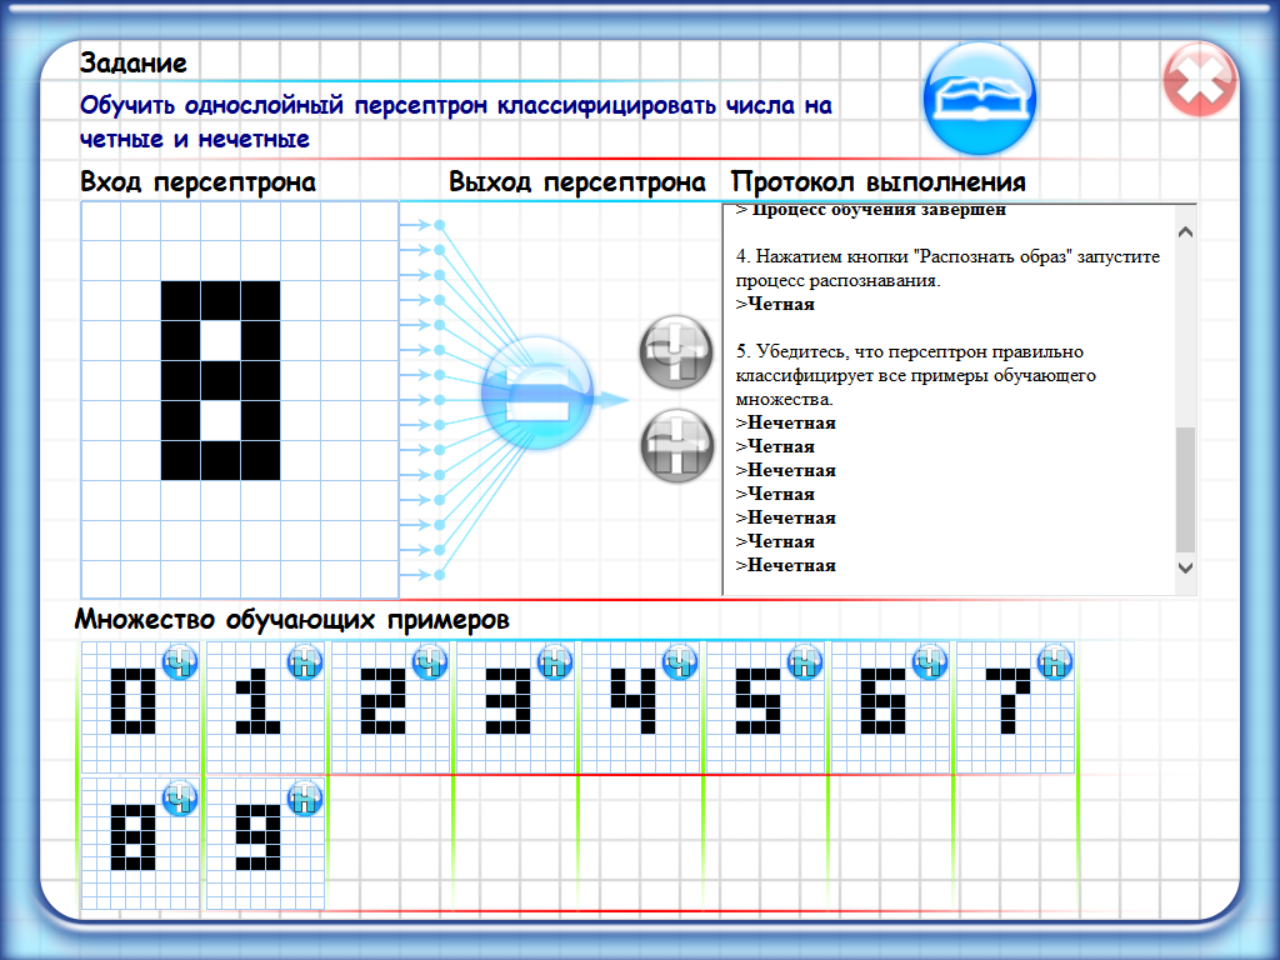 Задание
Обучить однослойный персептрон классифицировать числа на
четные и нечетные
Вход персептрона
Выход персептрона
Протокол выполнения
> Процесс обучения завершен
4. Нажатием кнопки "Распознать образ" запустите
процесс распознавания.
>Четная
5. Убедитесь, что персептрон правильно
классифицирует все примеры обучающего
множества.
>Нечетная
>Четная
>Нечетная
>Четная
>Нечетная
>Четная
>Нечетная
8
Ч
Н
Множество обучающих примеров
0 Ч 1 Н 2 Ч 3 Н 4 Ч 5 Н 6 Ч 7 Н
8 Ч 9 Н